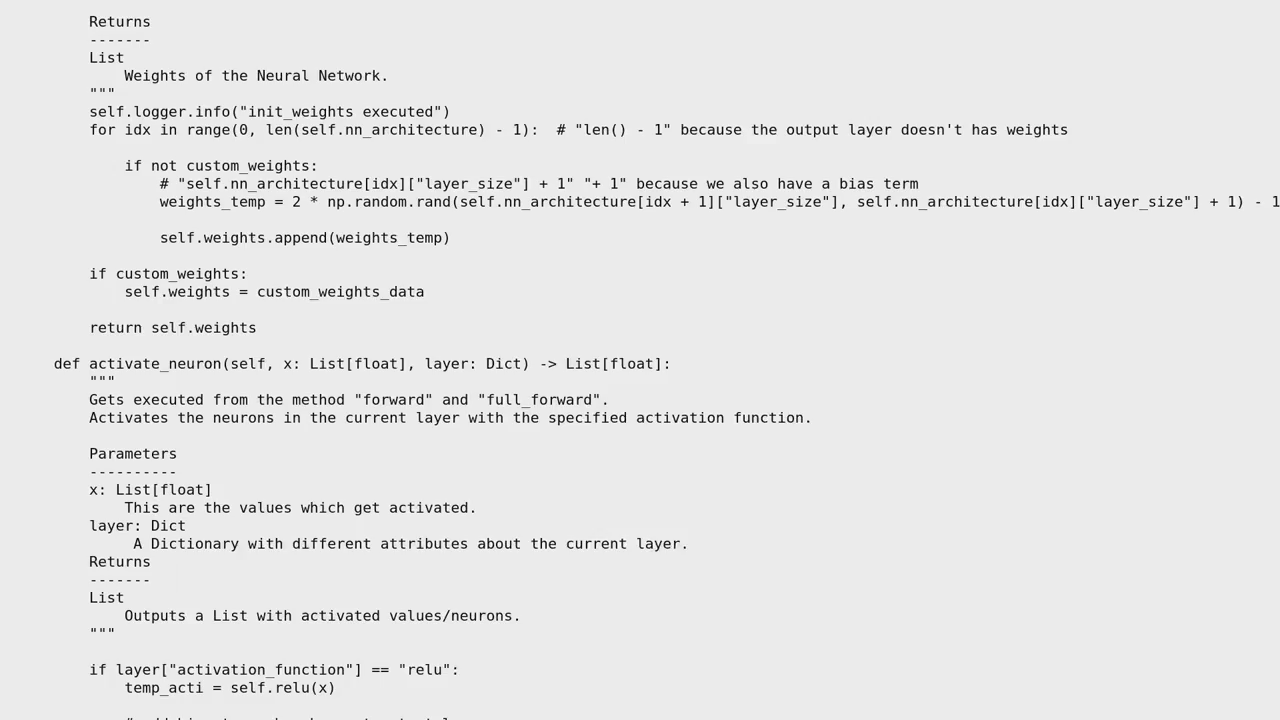 Returns
-------
List
Weights of the Neural Network.
"""
self.logger.info("init_weights executed")
for idx in range(0, len(self.nn_architecture) - 1):  # "len() - 1" because the output layer doesn't has weights
if not custom_weights:
# "self.nn_architecture[idx]["layer_size"] + 1" "+ 1" because we also have a bias term
weights_temp = 2 * np.random.rand(self.nn_architecture[idx + 1]["layer_size"], self.nn_architecture[idx]["layer_size"] + 1) - 1
self.weights.append(weights_temp)
if custom_weights:
self.weights = custom_weights_data
return self.weights
def activate_neuron(self, x: List[float], layer: Dict) -> List[float]:
"""
Gets executed from the method "forward" and "full_forward".
Activates the neurons in the current layer with the specified activation function.
Parameters
----------
x: List[float]
This are the values which get activated.
layer: Dict
A Dictionary with different attributes about the current layer.
Returns
-------
List
Outputs a List with activated values/neurons.
"""
if layer["activation_function"] == "relu":
temp_acti = self.relu(x)